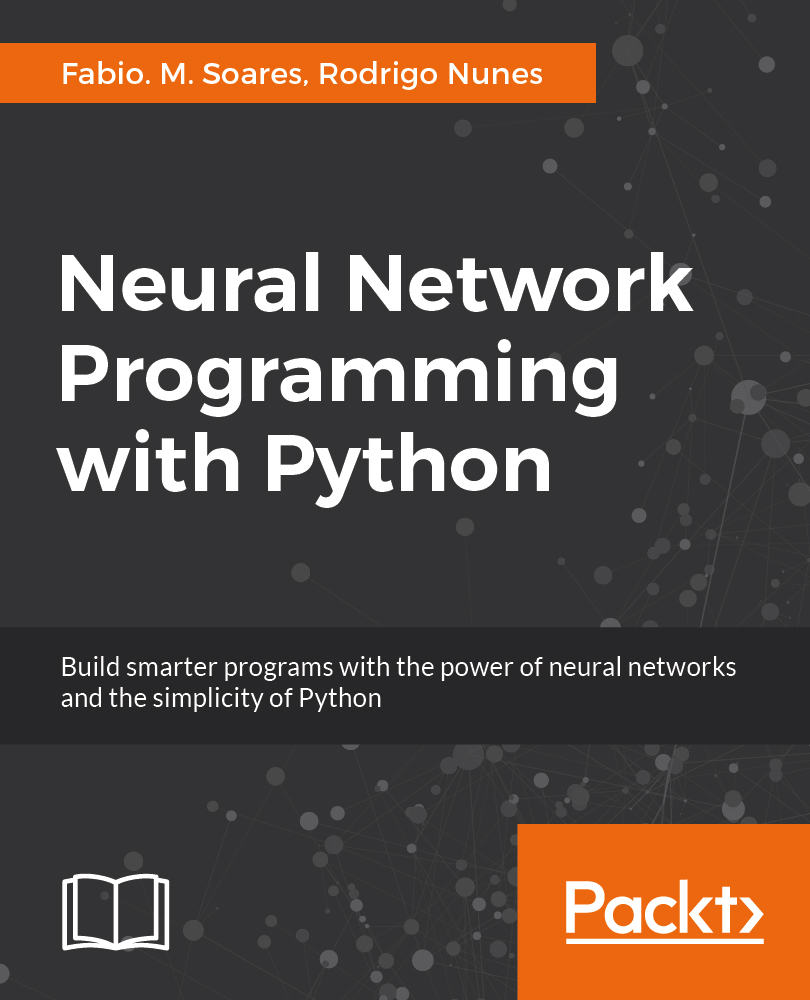 Fabio. M. Soares, Rodrigo Nunes
Neural Network
Programming
with Python
Build smarter programs with the power of neural networks
and the simplicity of Python
Packt>